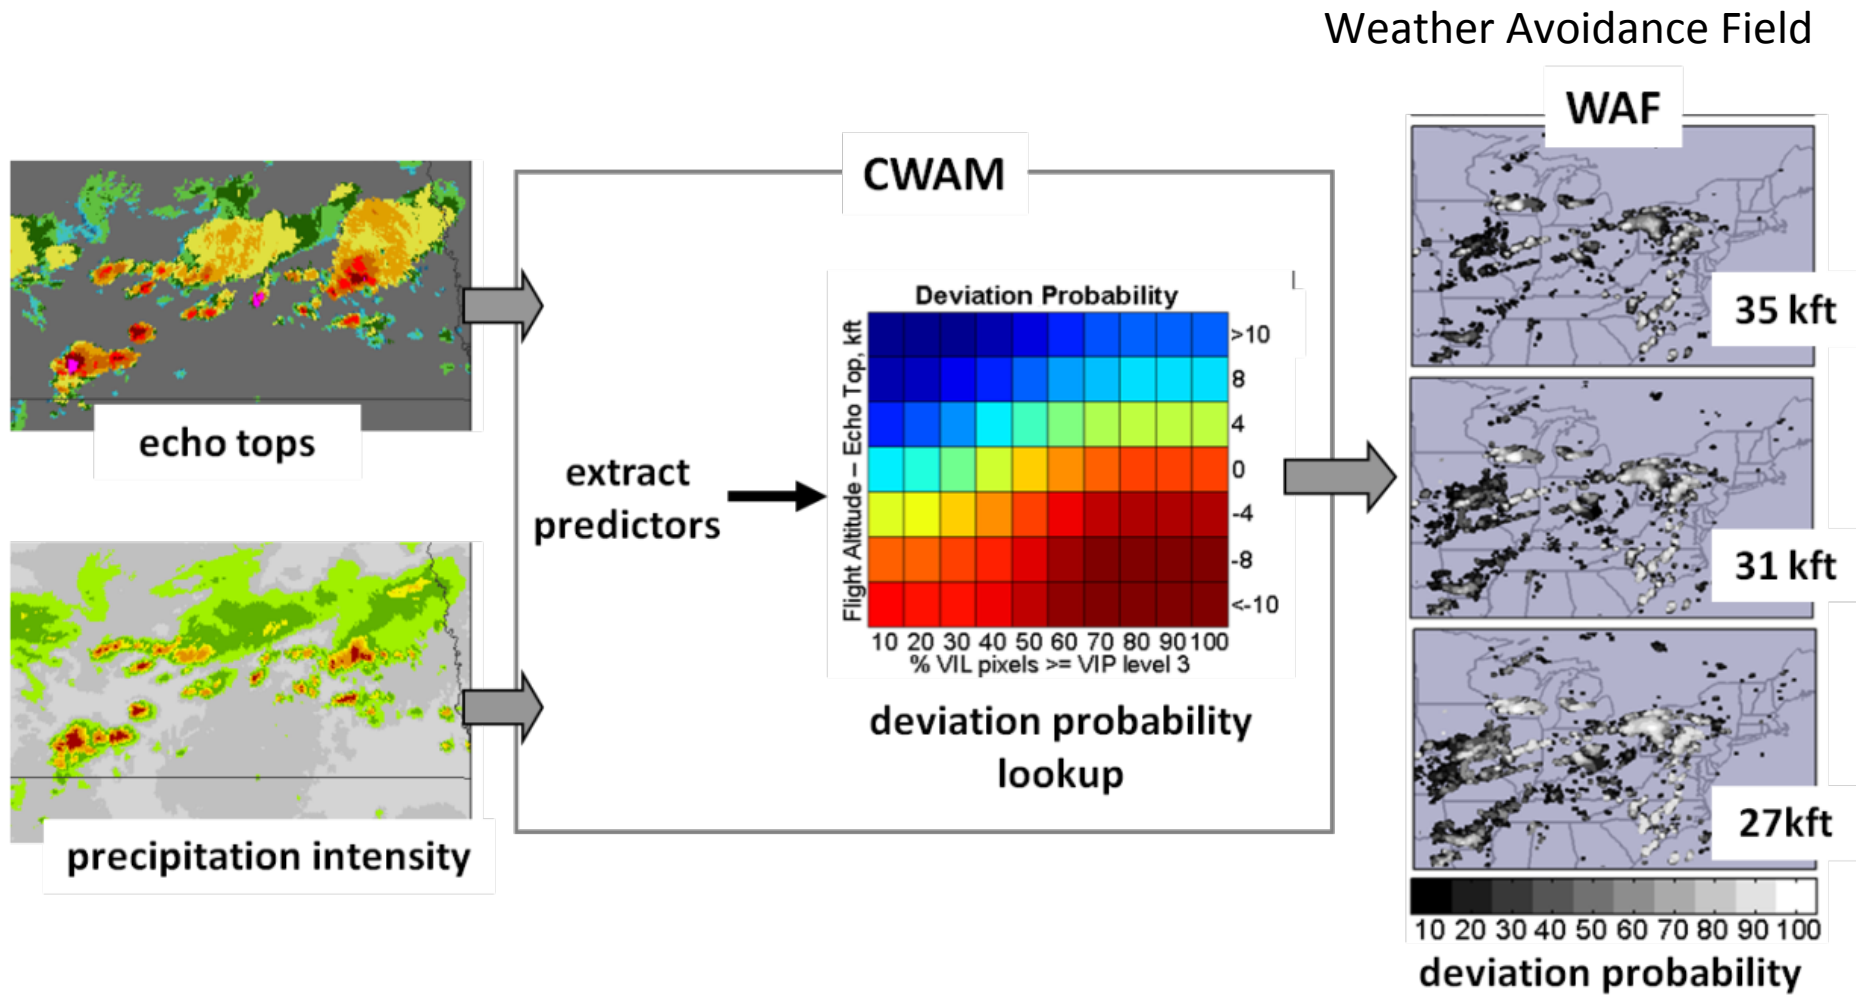 Weather Avoidance Field
WAF
CWAM
echo tops
precipitation intensity
extract
predictors
Deviation Probability
Flight Altitude – Echo Top, kft
>10
8
4
0
-4
-8
<-10
10 20 30 40 50 60 70 80 90 100
% VIL pixels >= VIP level 3
deviation probability
lookup
35 kft
31 kft
27kft
10 20 30 40 50 60 70 80 90 100
deviation probability